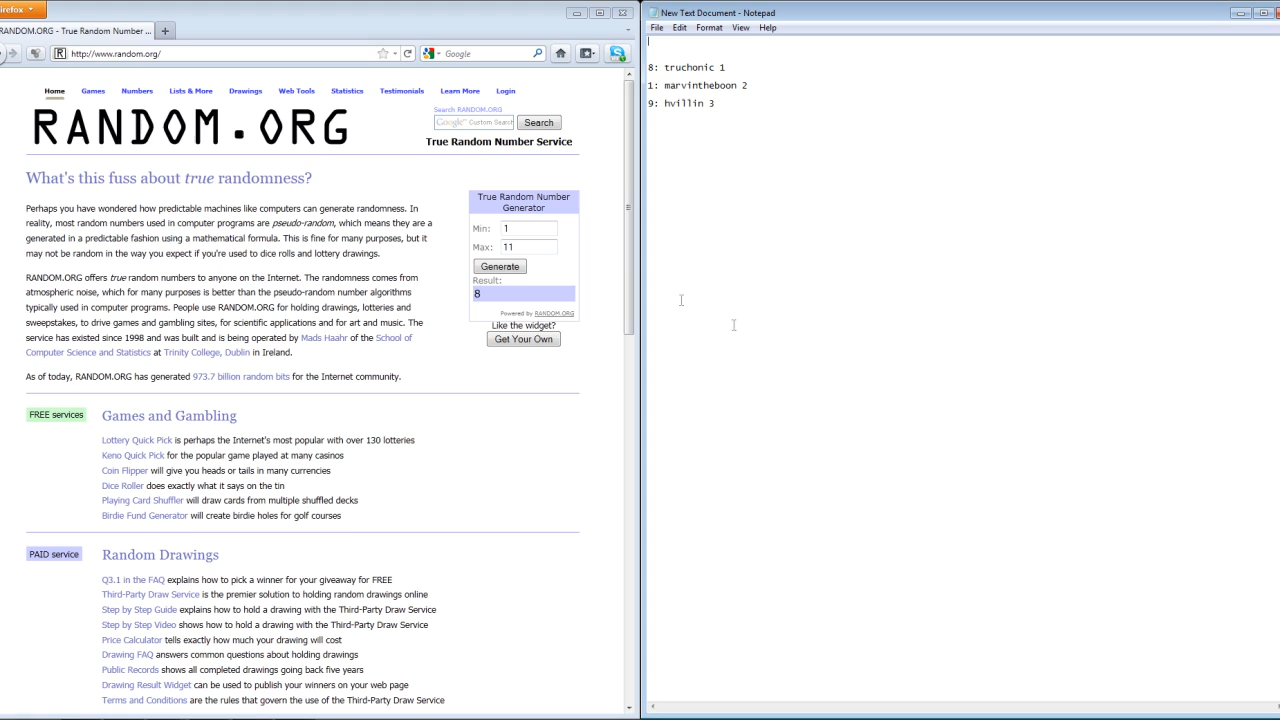 irefox
RANDOM.ORG - True Random Number ...
http://www.random.org/
Google
Home Games Numbers Lists & More Drawings Web Tools Statistics Testimonials Learn More Login
Search RANDOM.ORG
RANDOM.ORG
Google™ Custom Search
Search
True Random Number Service
What's this fuss about true randomness?
Perhaps you have wondered how predictable machines like computers can generate randomness. In
reality, most random numbers used in computer programs are pseudo-random, which means they are
generated in a predictable fashion using a mathematical formula. This is fine for many purposes, but it
may not be random in the way you expect if you're used to dice rolls and lottery drawings.
RANDOM.ORG offers true random numbers to anyone on the Internet. The randomness comes from
atmospheric noise, which for many purposes is better than the pseudo-random number algorithms
typically used in computer programs. People use RANDOM.ORG for holding drawings, lotteries and
sweepstakes, to drive games and gambling sites, for scientific applications and for art and music. The
service has existed since 1998 and was built and is being operated by Mads Haahr of the School of
Computer Science and Statistics at Trinity College, Dublin in Ireland.
As of today, RANDOM.ORG has generated 973.7 billion random bits for the Internet community.
True Random Number
Generator
Min: 1
Max: 11
Generate
Result:
8
Powered by RANDOM.ORG
Like the widget?
Get Your Own
FREE services
Games and Gambling
Lottery Quick Pick is perhaps the Internet's most popular with over 130 lotteries
Keno Quick Pick for the popular game played at many casinos
Coin Flipper will give you heads or tails in many currencies
Dice Roller does exactly what it says on the tin
Playing Card Shuffler will draw cards from multiple shuffled decks
Birdie Fund Generator will create birdie holes for golf courses
PAID service
Random Drawings
Q3.1 in the FAQ explains how to pick a winner for your giveaway for FREE
Third-Party Draw Service is the premier solution to holding random drawings online
Step by Step Guide explains how to hold a drawing with the Third-Party Draw Service
Step by Step Video shows how to hold a drawing with the Third-Party Draw Service
Price Calculator tells exactly how much your drawing will cost
Drawing FAQ answers common questions about holding drawings
Public Records shows all completed drawings going back five years
Drawing Result Widget can be used to publish your winners on your web page
Terms and Conditions are the rules that govern the use of the Third-Party Draw Service
New Text Document - Notepad
File Edit Format View Help
8: truchonic 1
1: marvintheboon 2
9: hvillin 3